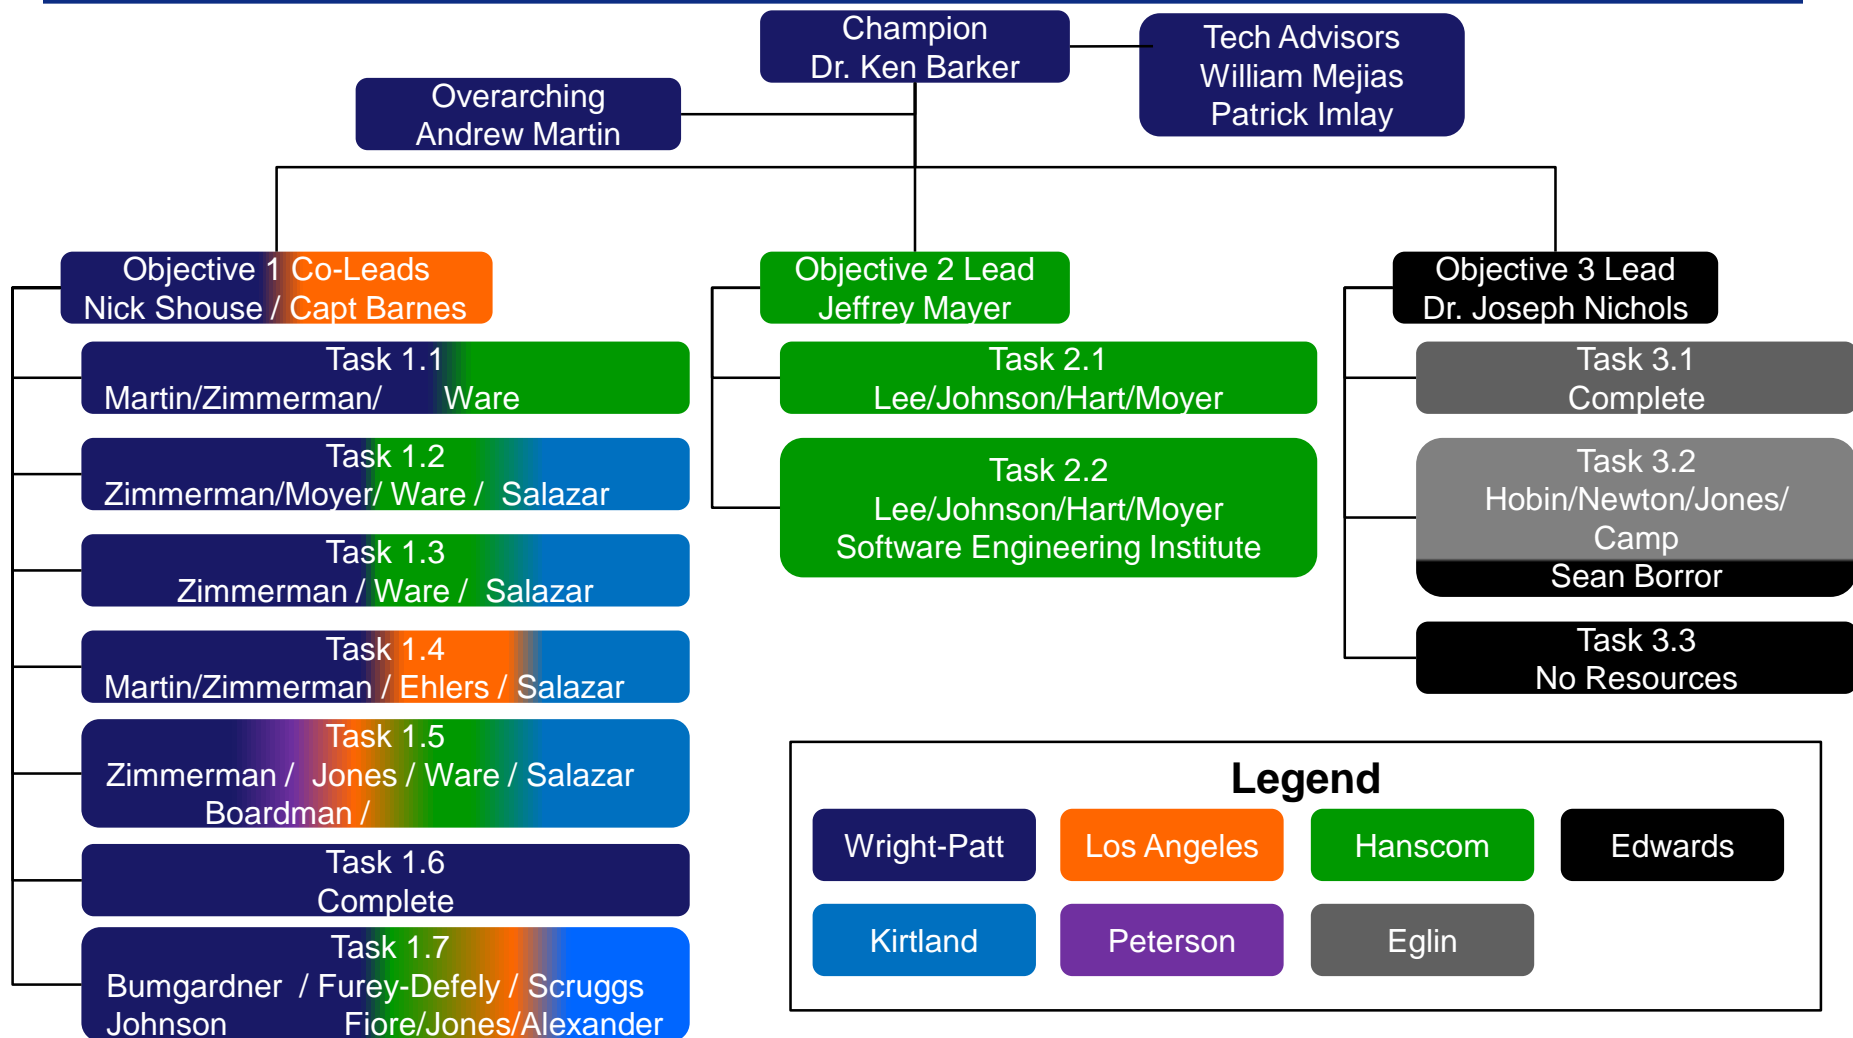 Champion
Dr. Ken Barker
Tech Advisors
William Mejias
Patrick Imlay
Overarching
Andrew Martin
Objective 1 Co-Leads
Nick Shouse / Capt Barnes
Task 1.1
Martin/Zimmerman/ Ware
Task 1.2
Zimmerman/Moyer/ Ware / Salazar
Task 1.3
Zimmerman / Ware / Salazar
Task 1.4
Martin/Zimmerman / Ehlers / Salazar
Task 1.5
Zimmerman / Jones / Ware / Salazar
Boardman /
Task 1.6
Complete
Task 1.7
Bumgardner / Furey-Defely / Scruggs
Johnson Fiore/Jones/Alexander
Objective 2 Lead
Jeffrey Mayer
Task 2.1
Lee/Johnson/Hart/Moyer
Task 2.2
Lee/Johnson/Hart/Moyer
Software Engineering Institute
Objective 3 Lead
Dr. Joseph Nichols
Task 3.1
Complete
Task 3.2
Hobin/Newton/Jones/
Camp
Sean Borror
Task 3.3
No Resources
Legend
Wright-Patt
Los Angeles
Hanscom
Edwards
Kirtland
Peterson
Eglin